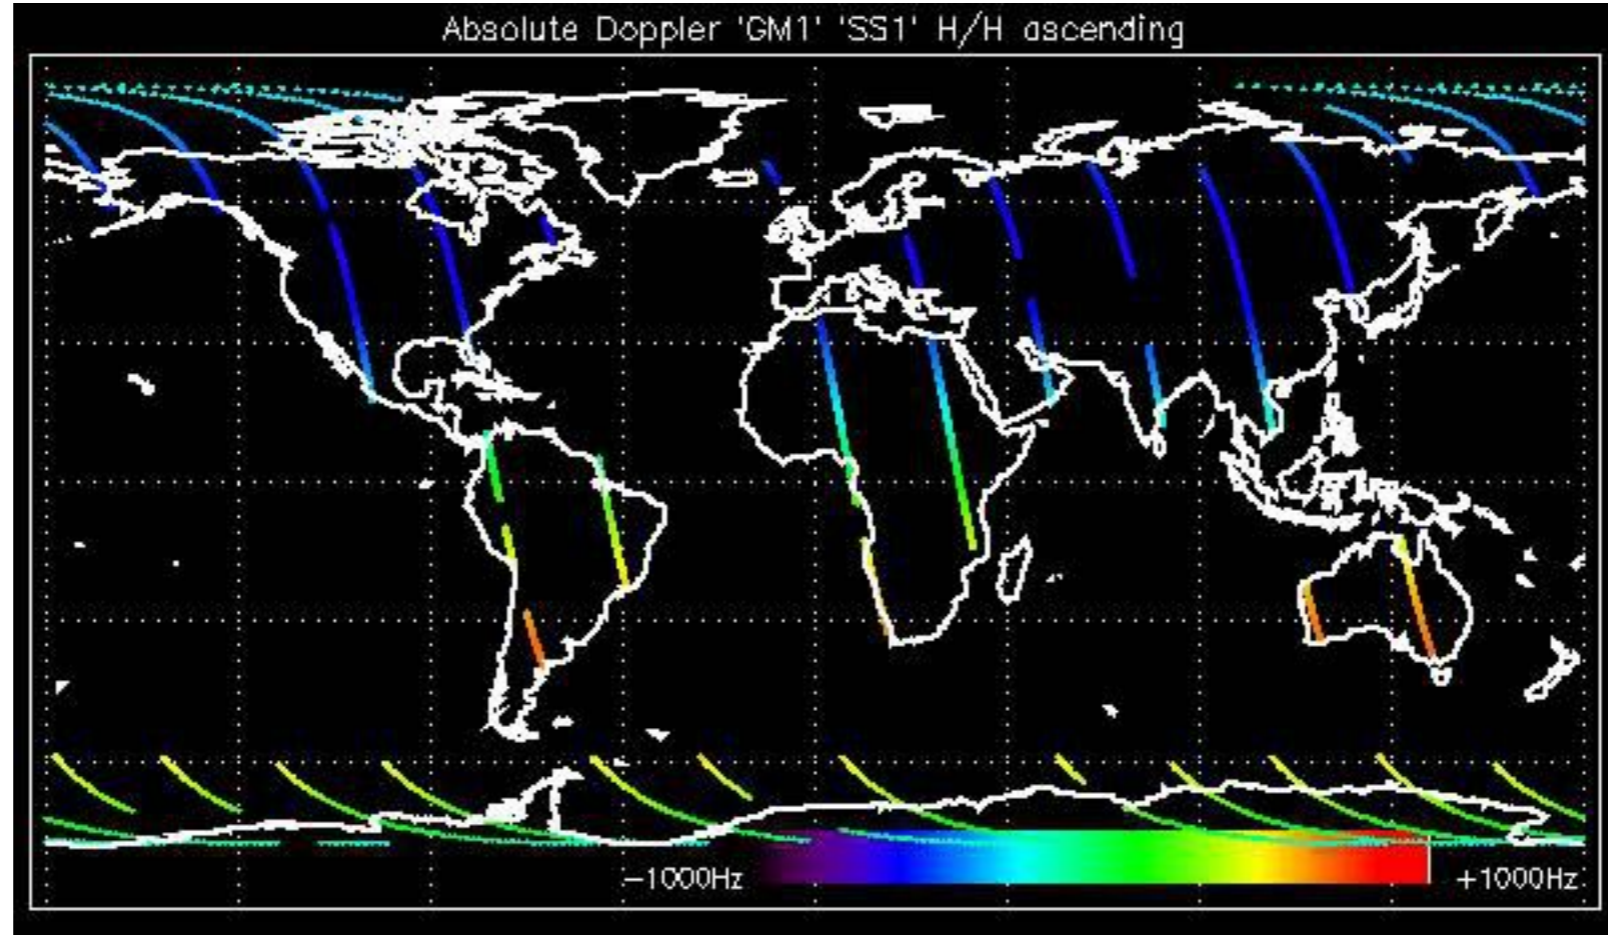 Absolute Doppler 'GM1' 'SS1' H/H ascending
−1000Hz
+1000Hz